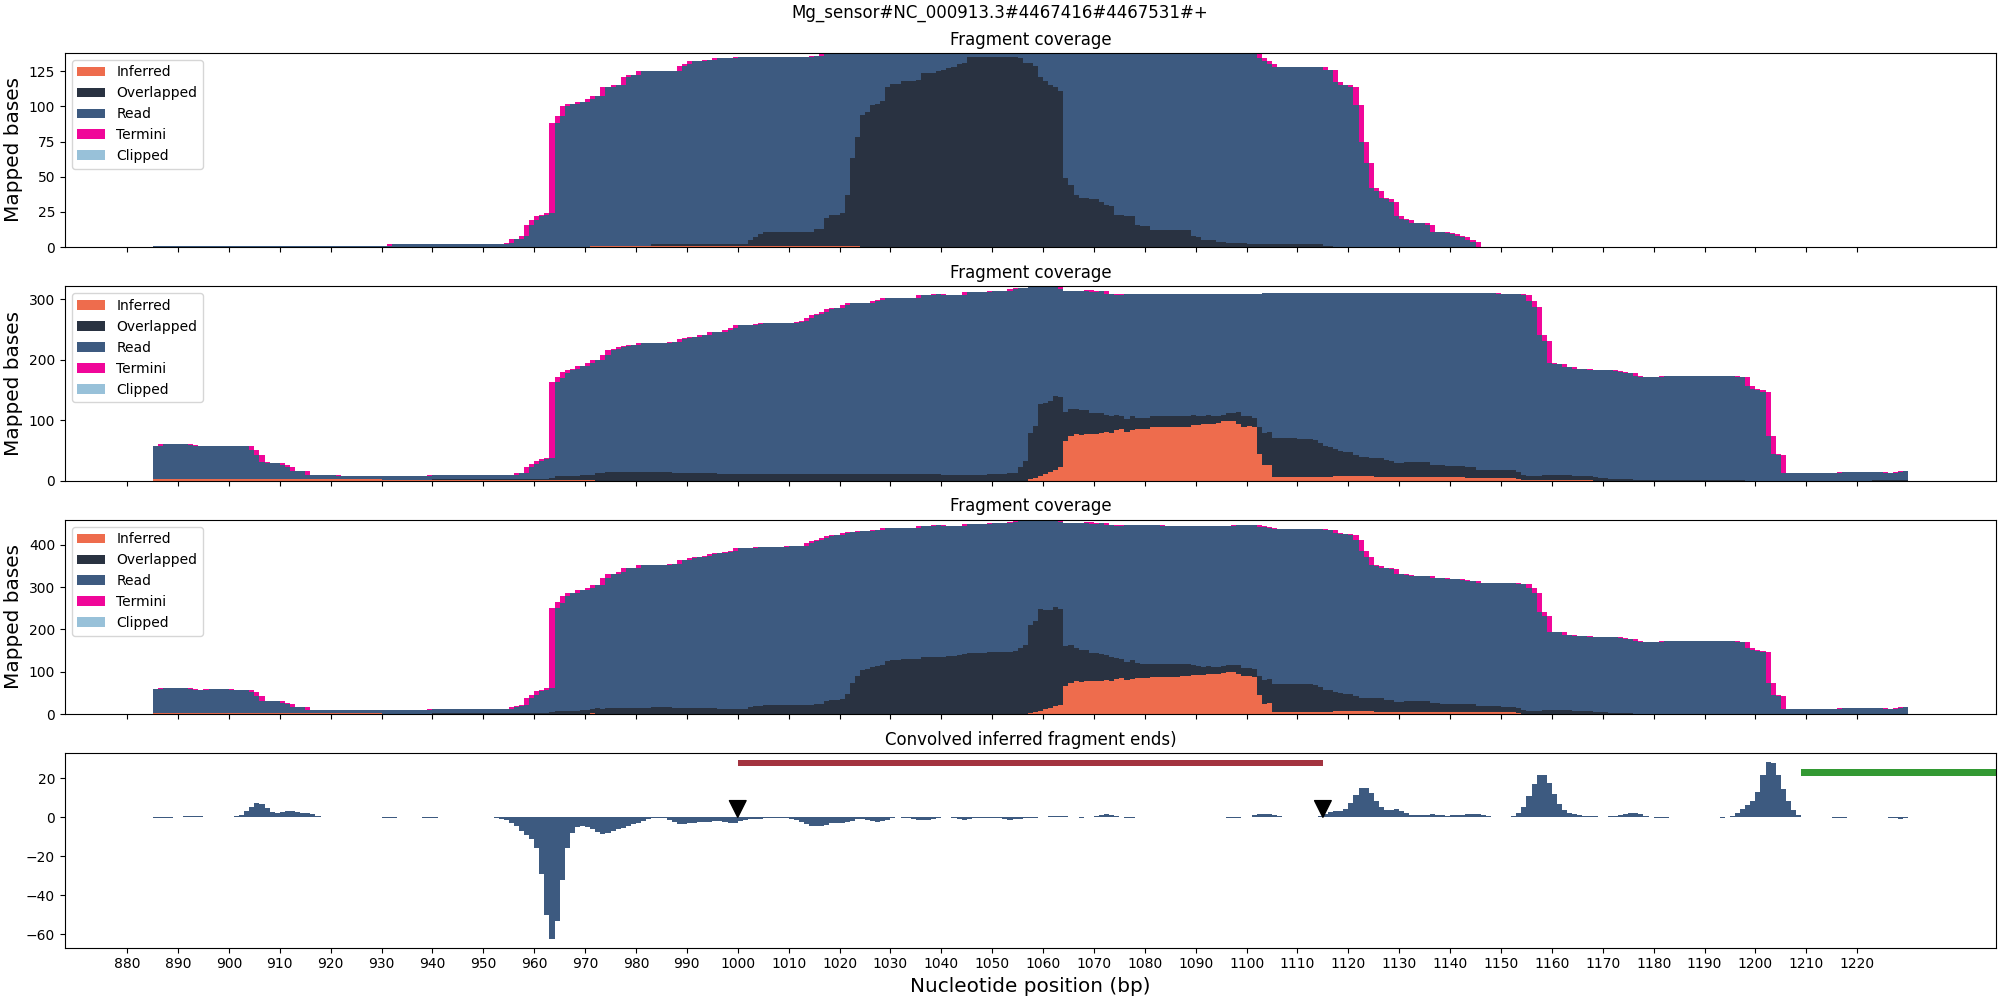 Mg_sensor#NC_000913.3#4467416#4467531#+
Fragment coverage
Mapped bases
125
100
75
50
25
0
Inferred
Overlapped
Read
Termini
Clipped
Fragment coverage
Mapped bases
300
200
100
0
Inferred
Overlapped
Read
Termini
Clipped
Fragment coverage
Mapped bases
400
300
200
100
0
Inferred
Overlapped
Read
Termini
Clipped
Convolved inferred fragment ends)
20
0
−20
−40
−60
880 890 900 910 920 930 940 950 960 970 980 990 1000 1010 1020 1030 1040 1050 1060 1070 1080 1090 1100 1110 1120 1130 1140 1150 1160 1170 1180 1190 1200 1210 1220
Nucleotide position (bp)